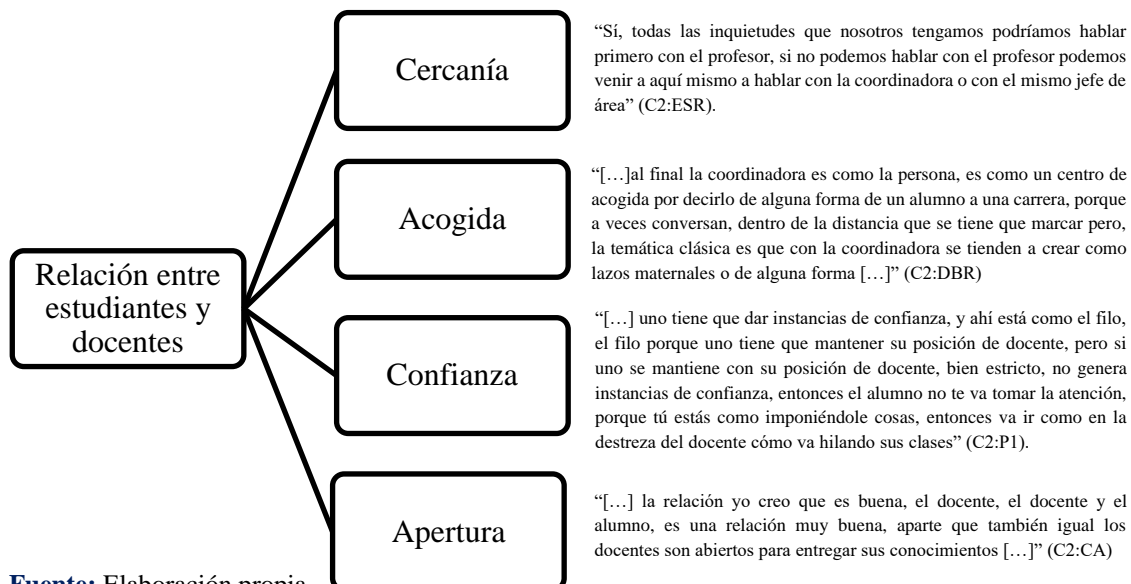 Relación entre
estudiantes y
docentes
Cercanía
“Sí, todas las inquietudes que nosotros tengamos podríamos hablar
primero con el profesor, si no podemos hablar con el profesor podemos
venir a aquí mismo a hablar con la coordinadora o con el mismo jefe de
área” (C2:ESR).
Acogida
“[…]al final la coordinadora es como la persona, es como un centro de
acogida por decirlo de alguna forma de un alumno a una carrera, porque
a veces conversan, dentro de la distancia que se tiene que marcar pero,
la temática clásica es que con la coordinadora se tienden a crear como
lazos maternales o de alguna forma […]” (C2:DBR)
Confianza
“[…] uno tiene que dar instancias de confianza, y ahí está como el filo,
el filo porque uno tiene que mantener su posición de docente, pero si
uno se mantiene con su posición de docente, bien estricto, no genera
instancias de confianza, entonces el alumno no te va tomar la atención,
porque tú estás como imponiéndole cosas, entonces va ir como en la
destreza del docente cómo va hilando sus clases” (C2:P1).
Apertura
“[…] la relación yo creo que es buena, el docente, el docente y el
alumno, es una relación muy buena, aparte que también igual los
docentes son abiertos para entregar sus conocimientos […]” (C2:CA)
Fuente: Elaboración propia